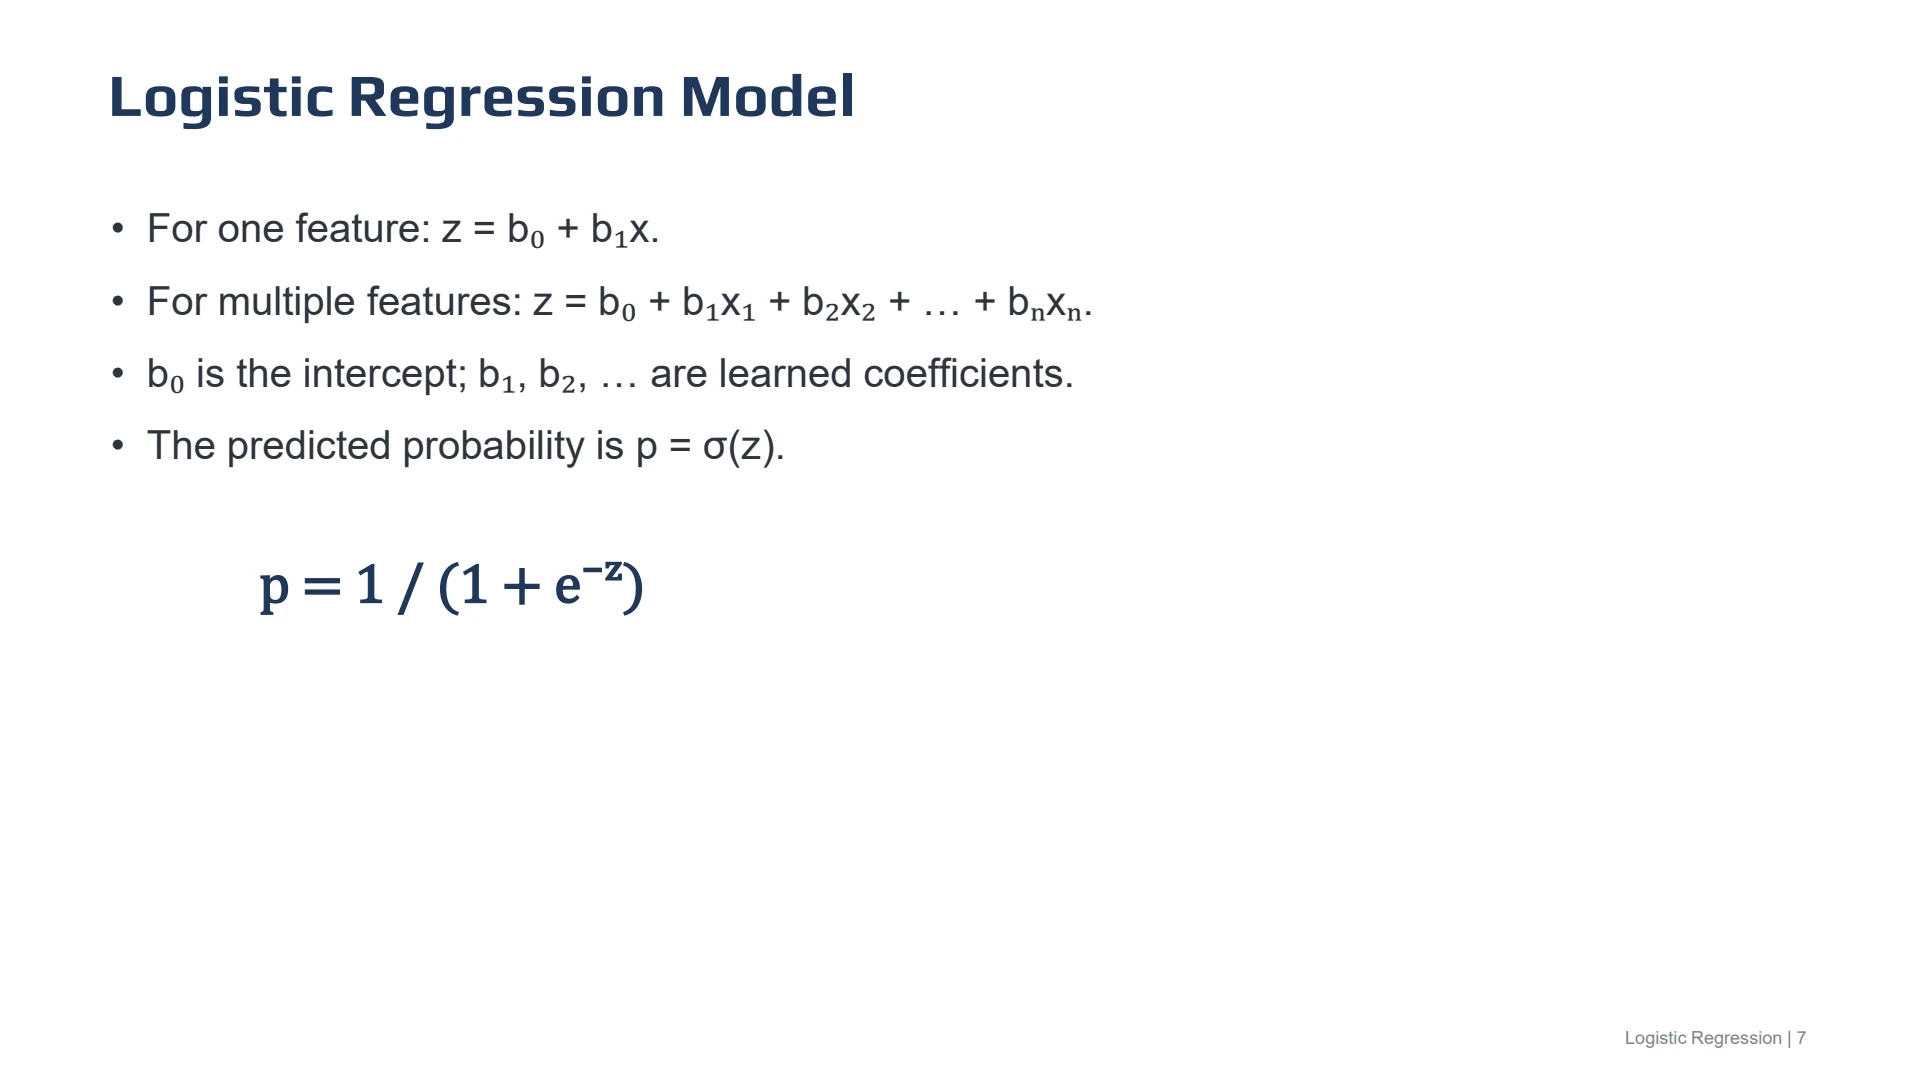 Logistic Regression Model
• For one feature: z = b₀ + b₁x.
• For multiple features: z = b₀ + b₁x₁ + b₂x₂ + … + bₙxₙ.
• b₀ is the intercept; b₁, b₂, … are learned coefficients.
• The predicted probability is p = σ(z).
p = 1 / (1 + e⁻ᶻ)
Logistic Regression | 7